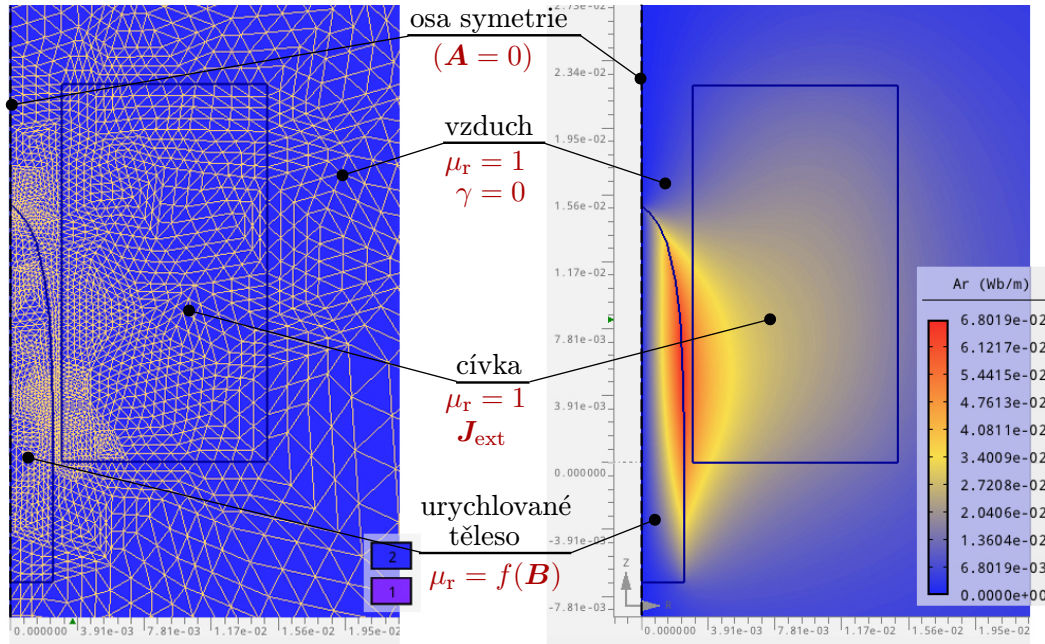 osa symetrie
(A = 0)
vzduch
μr = 1
γ = 0
cívka
μr = 1
Jext
urychlované
těleso
μr = f(B)
2
1
0.000000
3.91e-03
7.81e-03
1.17e-02
1.56e-02
1.95e-02
2.34e-02
1.95e-02
1.56e-02
1.17e-02
7.81e-03
3.91e-03
0.000000
-3.91e-03
-7.81e-03
Z
0.000000
3.91e-03
7.81e-03
1.17e-02
1.56e-02
1.95e-02
Ar (Wb/m)
6.8019e-02
6.1217e-02
5.4415e-02
4.7613e-02
4.0811e-02
3.4009e-02
2.7208e-02
2.0406e-02
1.3604e-02
6.8019e-03
0.0000e+00